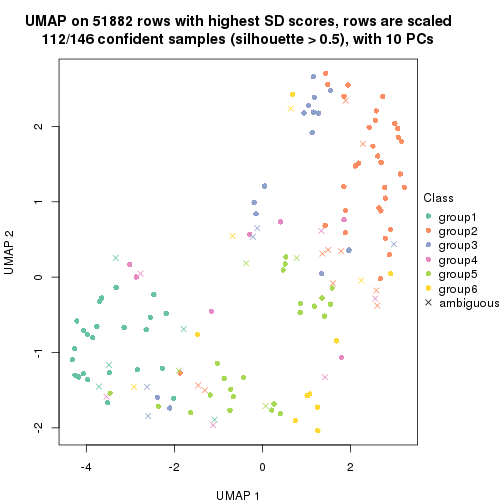 UMAP on 51882 rows with highest SD scores, rows are scaled
112/146 confident samples (silhouette > 0.5), with 10 PCs
UMAP 2
2
1
0
-1
-2
-4
-2
0
2
UMAP 1
Class
group1
group2
group3
group4
group5
group6
ambiguous